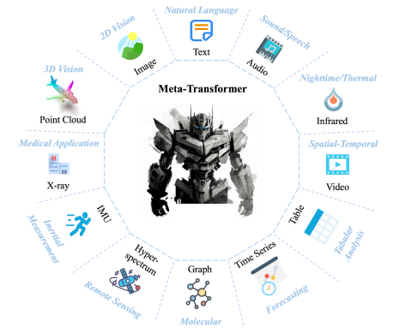 Natural Language
Text
Sound/Speech
Audio
Nighttime/Thermal
Infrared
Spatial-Temporal
Video
Tabular
Analysis
Table
Forecasting
Time Series
Molecular
Graph
Remote Sensing
Hyper-
spectrum
Inertial
Measurement
IMU
Medical Application
X-ray
3D Vision
Point Cloud
2D Vision
Image
Meta-Transformer